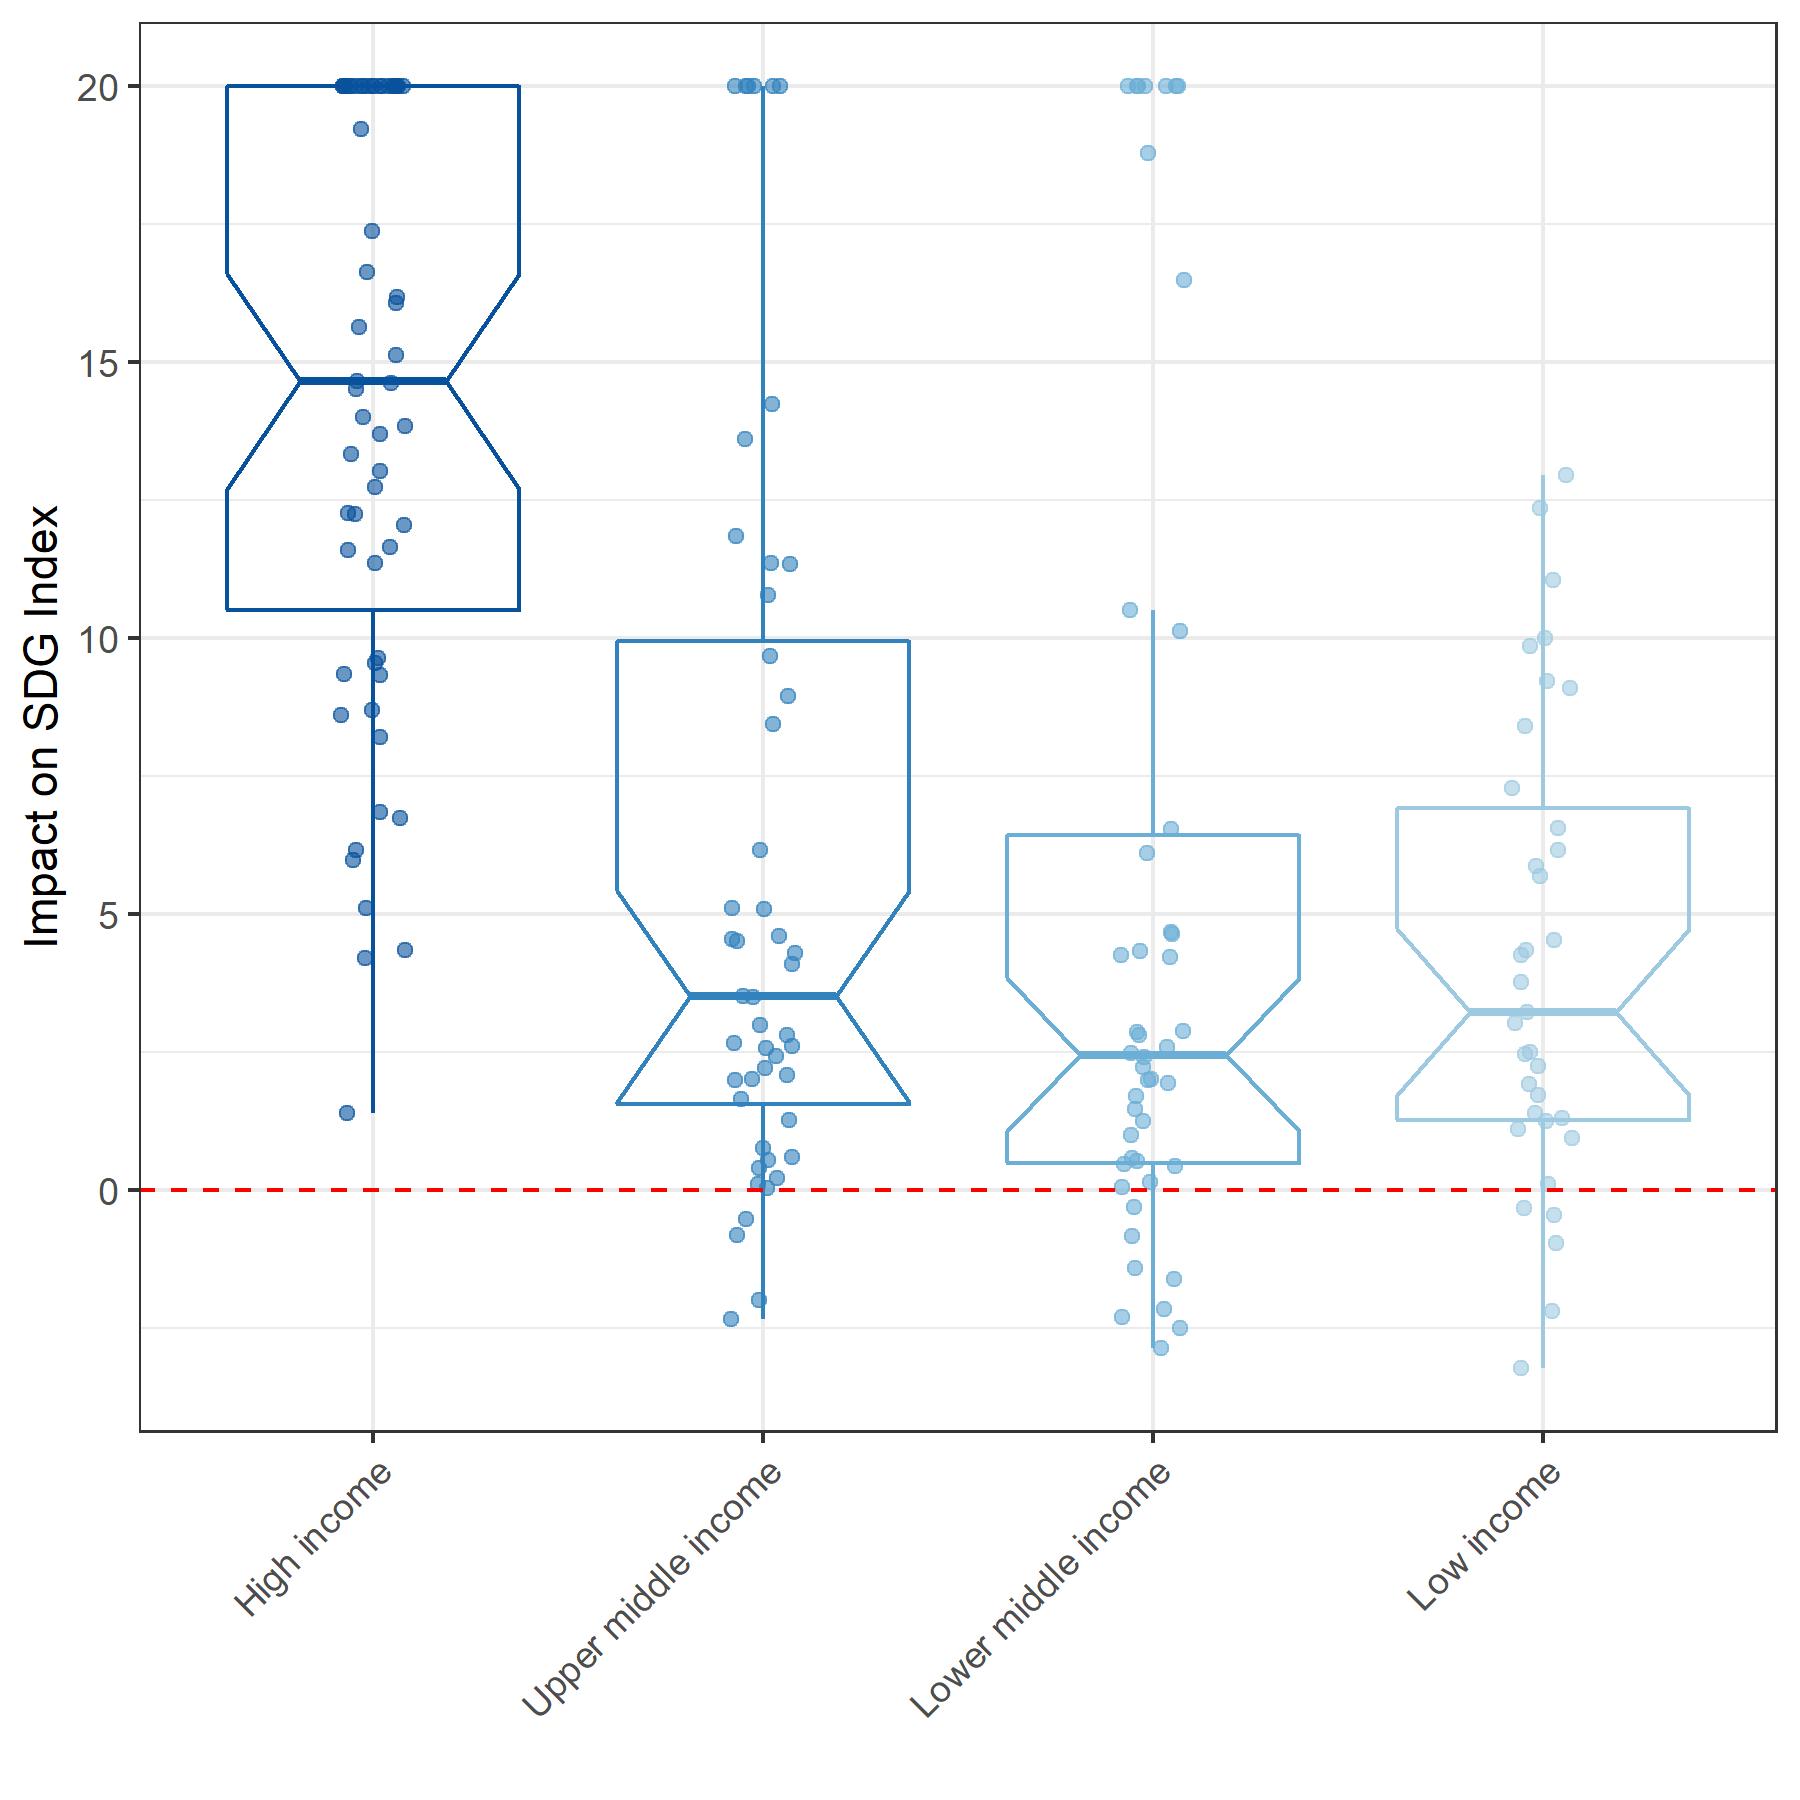 Impact on SDG Index
20
15
10
5
0
High income
Upper middle income
Lower middle income
Low income